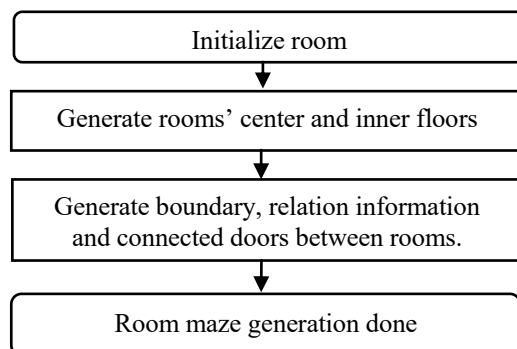 Initialize room
Generate rooms’ center and inner floors
Generate boundary, relation information
and connected doors between rooms.
Room maze generation done